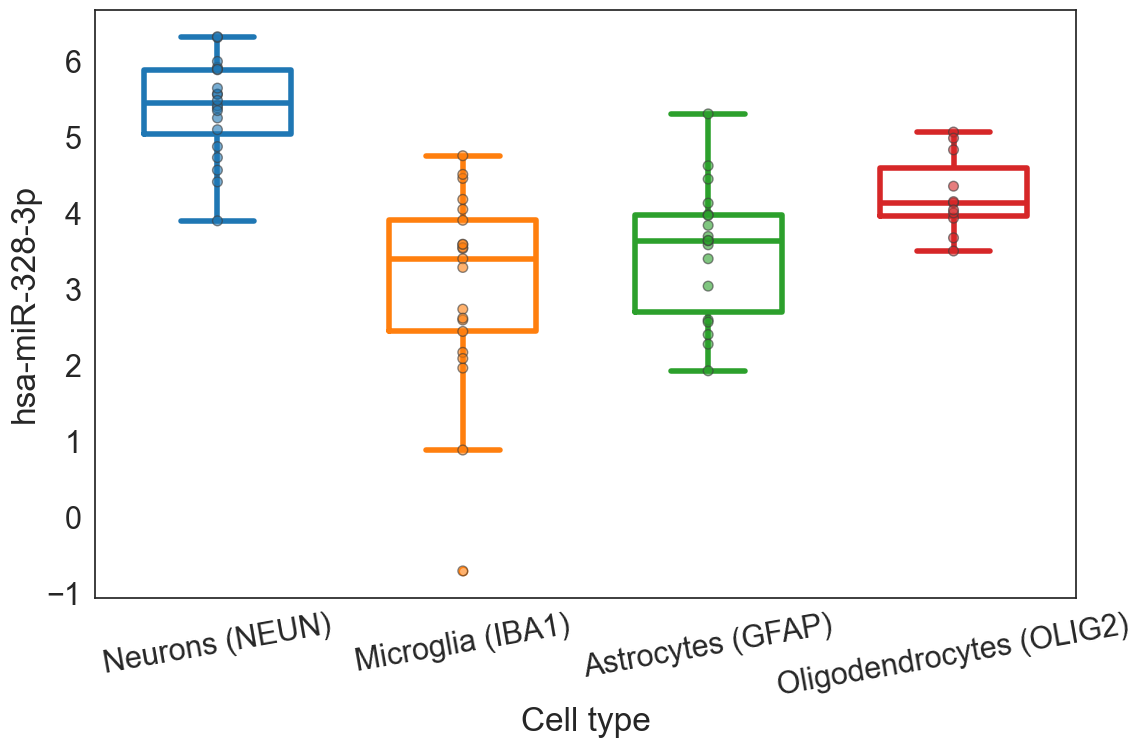 hsa-miR-328-3p
6
5
4
3
2
1
0
−1
Neurons (NEUN)
Microglia (IBA1)
Astrocytes (GFAP)
Oligodendrocytes (OLIG2)
Cell type